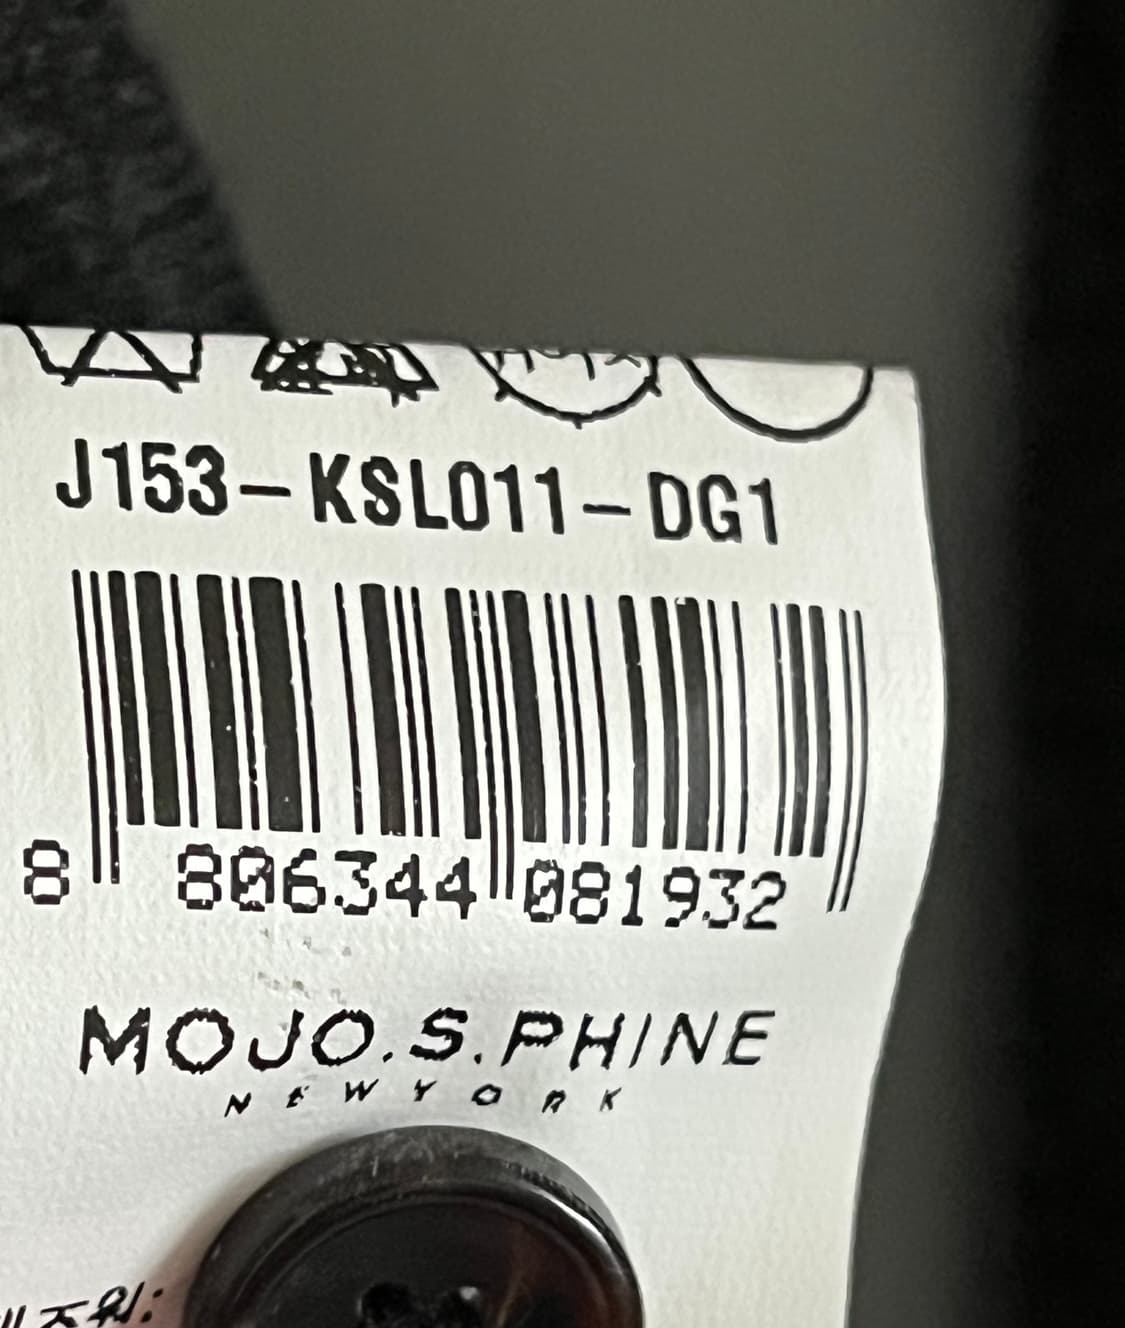 J153-KSL011-DG1
8 806344 081932
MOJO.S.PHINE
NEWYORK